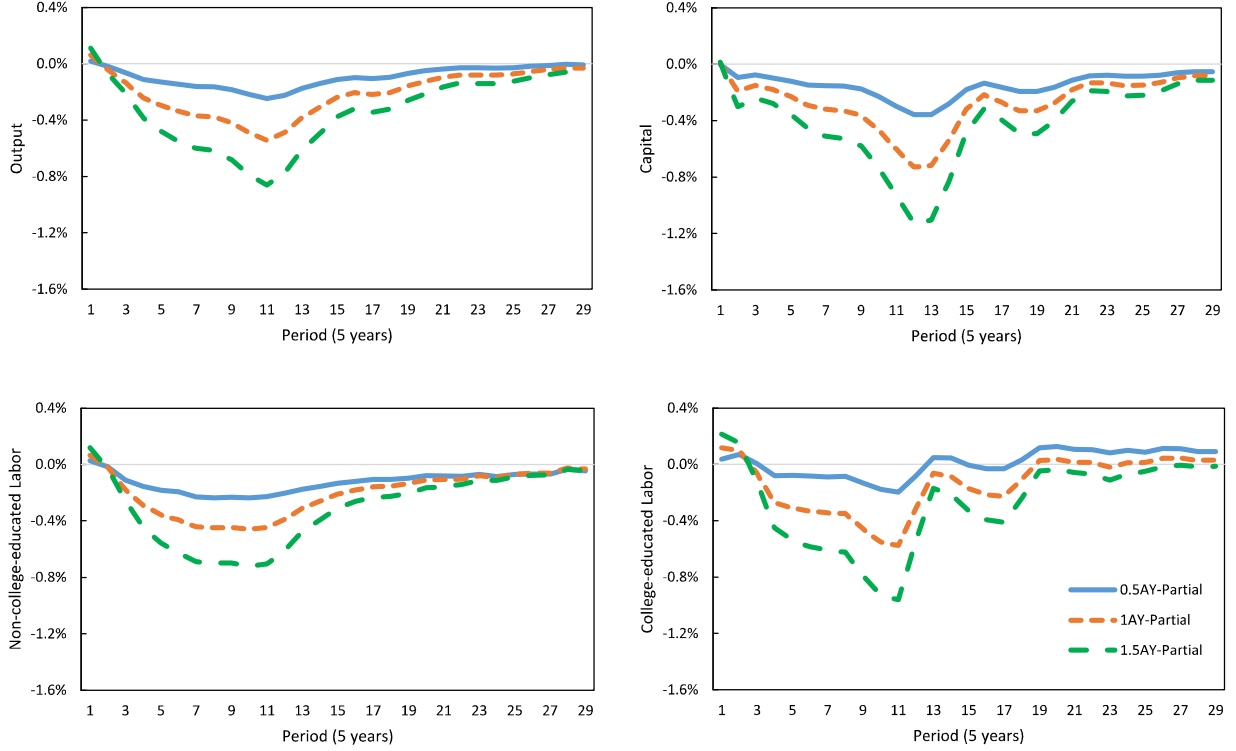 0.4%
0.0%
-0.4%
-0.8%
-1.2%
-1.6%
Output
1 3 5 7 9 11 13 15 17 19 21 23 25 27 29
Period (5 years)
0.4%
0.0%
-0.4%
-0.8%
-1.2%
-1.6%
Capital
1 3 5 7 9 11 13 15 17 19 21 23 25 27 29
Period (5 years)
0.4%
0.0%
-0.4%
-0.8%
-1.2%
-1.6%
Non-college-educated Labor
1 3 5 7 9 11 13 15 17 19 21 23 25 27 29
Period (5 years)
0.4%
0.0%
-0.4%
-0.8%
-1.2%
-1.6%
College-educated Labor
0.5AY-Partial
1AY-Partial
1.5AY-Partial
1 3 5 7 9 11 13 15 17 19 21 23 25 27 29
Period (5 years)